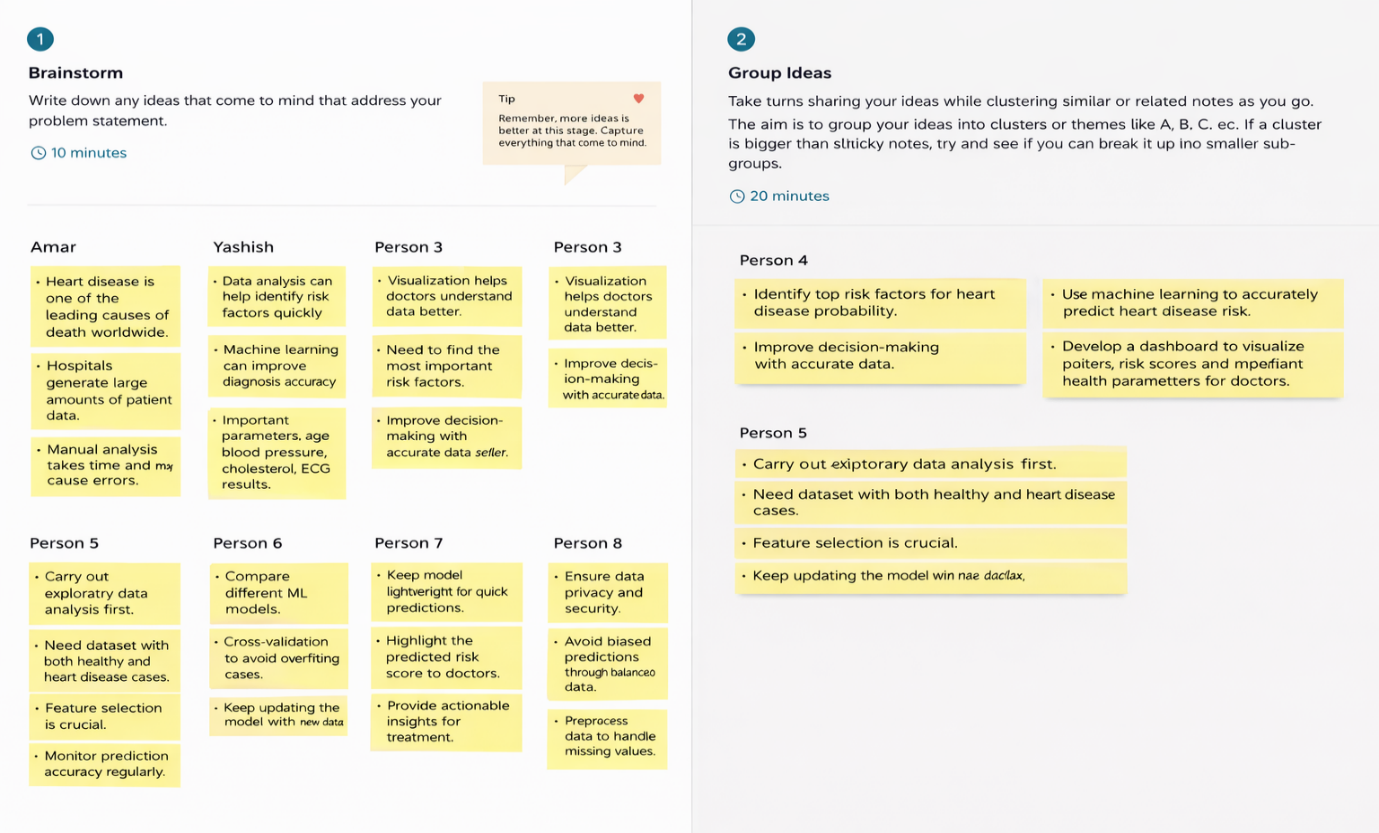 1
Brainstorm
Write down any ideas that come to mind that address your
problem statement.
10 minutes
Tip
Remember, more ideas is
better at this stage. Capture
everything that come to mind.
Amar
• Heart disease is
one of the
leading causes of
death worldwide.
• Hospitals
generate large
amounts of patient
data.
• Manual analysis
takes time and
cause errors.
Yashish
• Data analysis can
help identify risk
factors quickly
• Machine learning
can improve
diagnosis accuracy
• Important
parameters, age
blood pressure,
cholesterol, ECG
results.
Person 3
• Visualization helps
doctors understand
data better.
• Need to find the
most important
risk factors.
• Improve decision-
making with
accurate data
Person 3
• Visualization
helps doctors
understand
data better.
• Improve decis-
ion-making
with accurate data.
Person 5
• Carry out
exploratry data
analysis first.
• Need dataset with
both healthy and
heart disease cases.
• Feature selection
is crucial.
• Monitor prediction
accuracy regularly.
Person 6
• Compare
different ML
models.
• Cross-validation
to avoid overfiting
cases.
• Keep updating the
model with new data
Person 7
• Keep model
for quick
predictions.
• Highlight the
predicted risk
score to doctors.
• Provide actionable
insights for
treatment.
Person 8
• Ensure data
privacy and
security.
• Avoid biased
predictions
through
data.
• Preprocess
data to handle
missing values.
2
Group Ideas
Take turns sharing your ideas while clustering similar or related notes as you go.
The aim is to group your ideas into clusters or themes like A, B, C. ec. If a cluster
is bigger than notes, try and see if you can break it up ino smaller sub-
groups.
20 minutes
Person 4
• Identify top risk factors for heart
disease probability.
• Improve decision-making
with accurate data.
• Use machine learning to accurately
predict heart disease risk.
• Develop a dashboard to visualize
risk scores and
health parametters for doctors.
Person 5
• Carry out data analysis first.
• Need dataset with both healthy and heart disease
cases.
• Feature selection is crucial.
• Keep updating the model